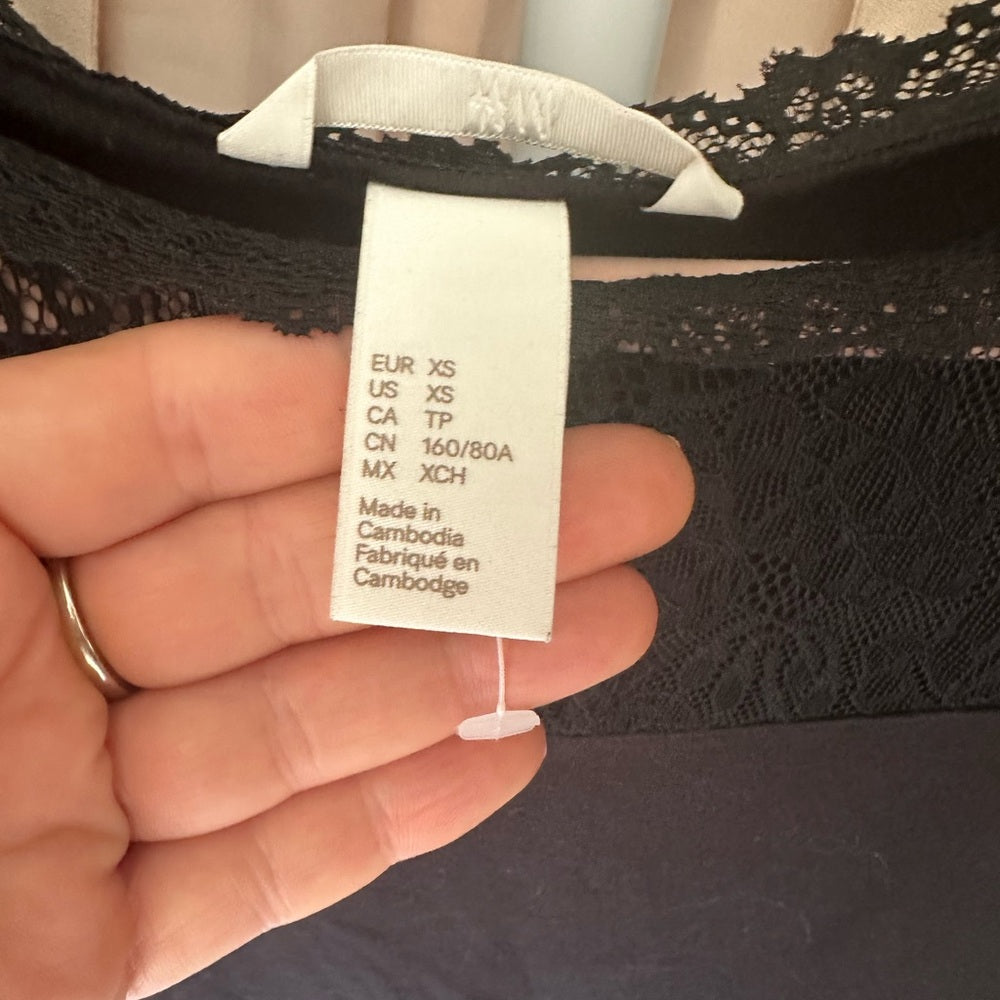 EUR XS
US XS
CA TP
CN 160/80A
MX XCH
Made in
Cambodia
Fabriqué en
Cambodge